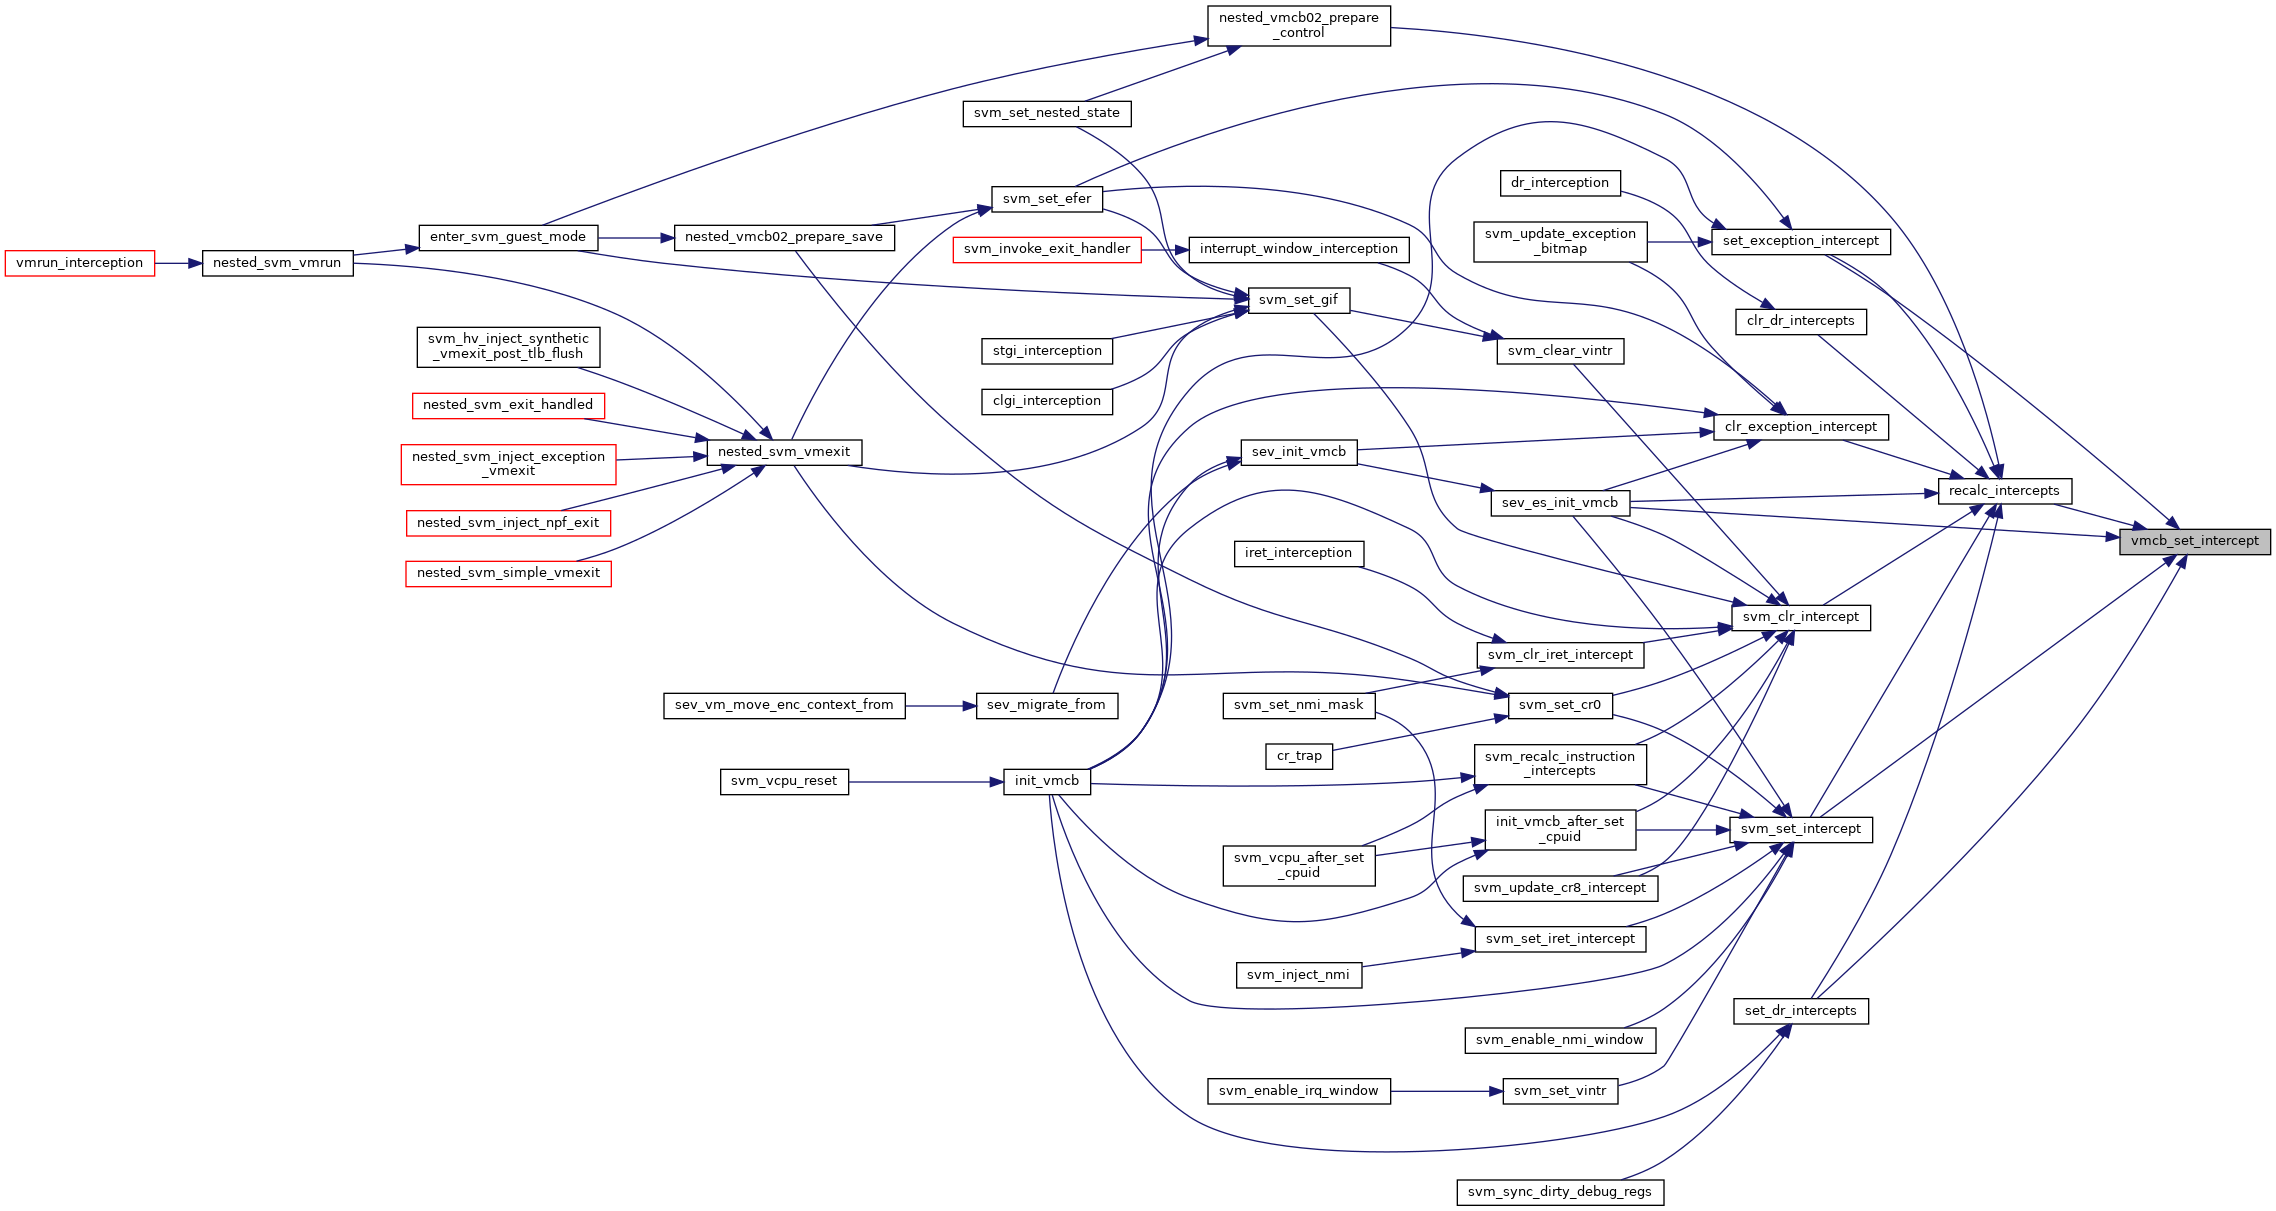 nested_vmcb02_prepare
_control
svm_set_nested_state
dr_interception
svm_set_efer
svm_update_exception
_bitmap
set_exception_intercept
enter_svm_guest_mode
nested_vmcb02_prepare_save
svm_invoke_exit_handler
interrupt_window_interception
vmrun_interception
nested_svm_vmrun
svm_set_gif
clr_dr_intercepts
svm_hv_inject_synthetic
_vmexit_post_tlb_flush
stgi_interception
svm_clear_vintr
nested_svm_exit_handled
clgi_interception
clr_exception_intercept
nested_svm_vmexit
sev_init_vmcb
nested_svm_inject_exception
_vmexit
sev_es_init_vmcb
recalc_intercepts
nested_svm_inject_npf_exit
vmcb_set_intercept
iret_interception
nested_svm_simple_vmexit
svm_clr_intercept
svm_clr_iret_intercept
sev_vm_move_enc_context_from
sev_migrate_from
svm_set_nmi_mask
svm_set_cr0
cr_trap
svm_recalc_instruction
_intercepts
svm_vcpu_reset
init_vmcb
init_vmcb_after_set
_cpuid
svm_set_intercept
svm_vcpu_after_set
_cpuid
svm_update_cr8_intercept
svm_set_iret_intercept
svm_inject_nmi
set_dr_intercepts
svm_enable_nmi_window
svm_enable_irq_window
svm_set_vintr
svm_sync_dirty_debug_regs